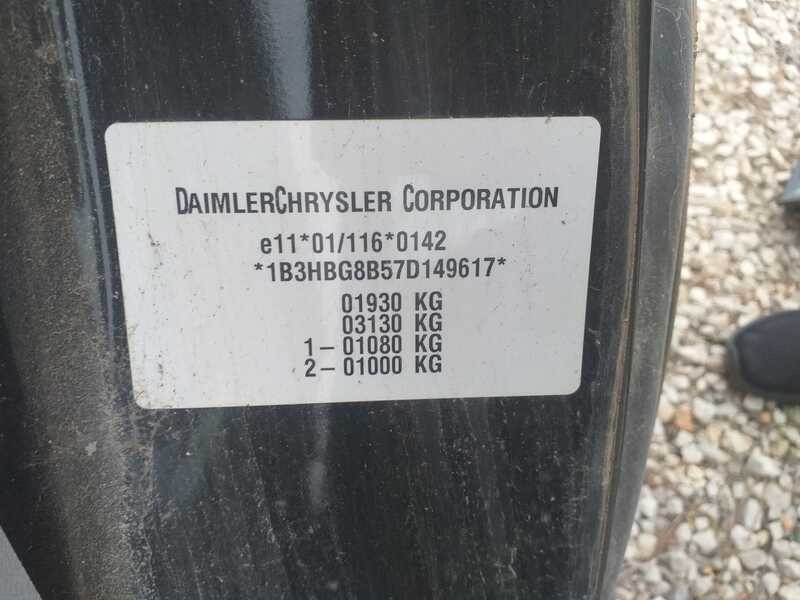 DAIMLERCHRYSLER CORPORATION
e11*01/116*0142
*1B3HBG8B57D149617*
01930 KG
03130 KG
1– 01080 KG
2– 01000 KG